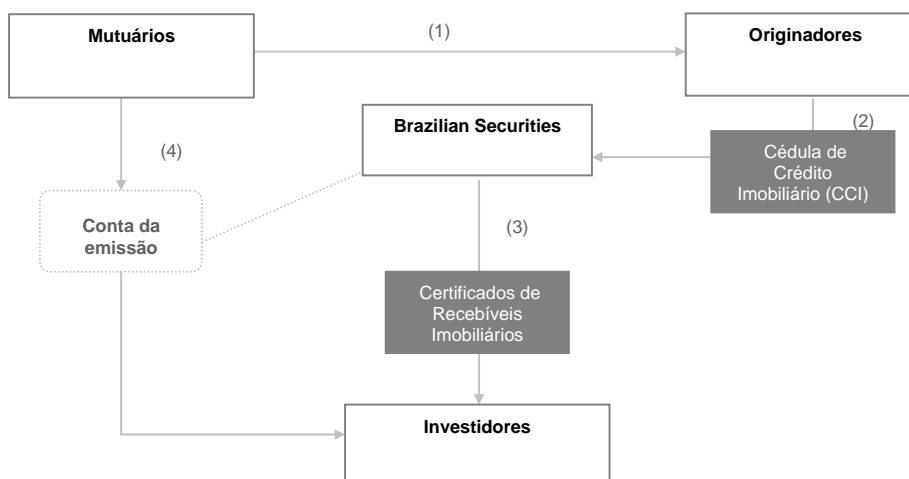 Mutuários
(1)
Originadores
Brazilian Securities
(2)
Cédula de
Crédito
Imobiliário (CCI)
(4)
Conta da
emissão
(3)
Certificados de
Recebíveis
Imobiliários
Investidores